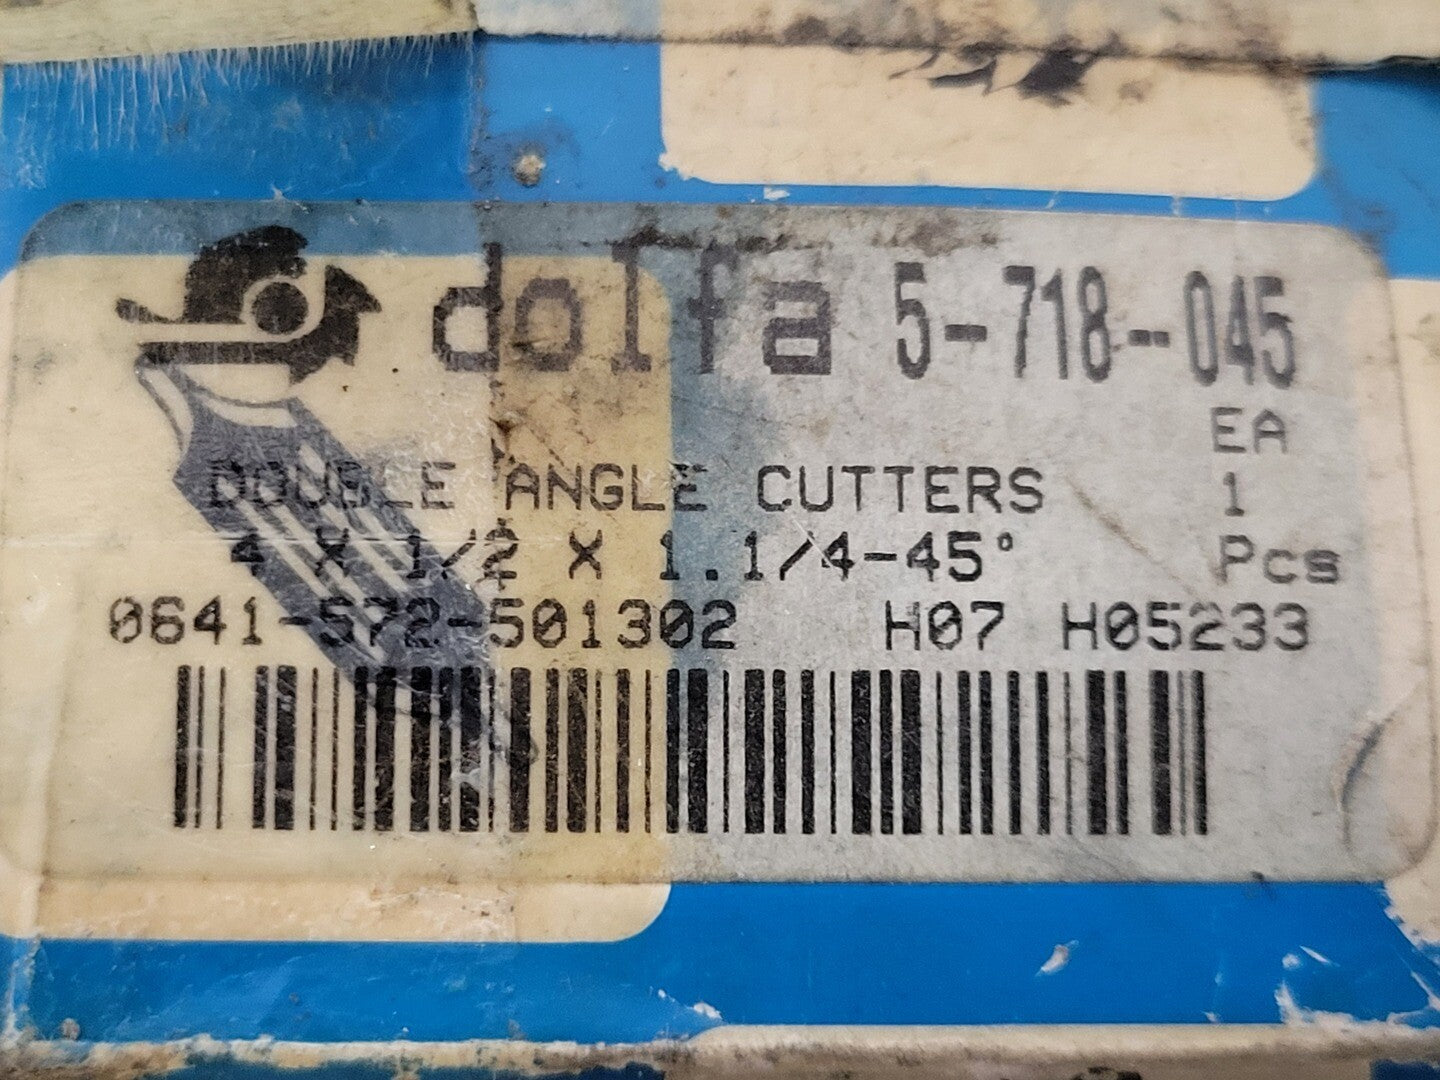 dolfa 5-718-045
EA
DOUBLE ANGLE CUTTERS 1
4 X 1/2 X 1.1/4-45° Pcs
0641-572-501302 H07 H05233